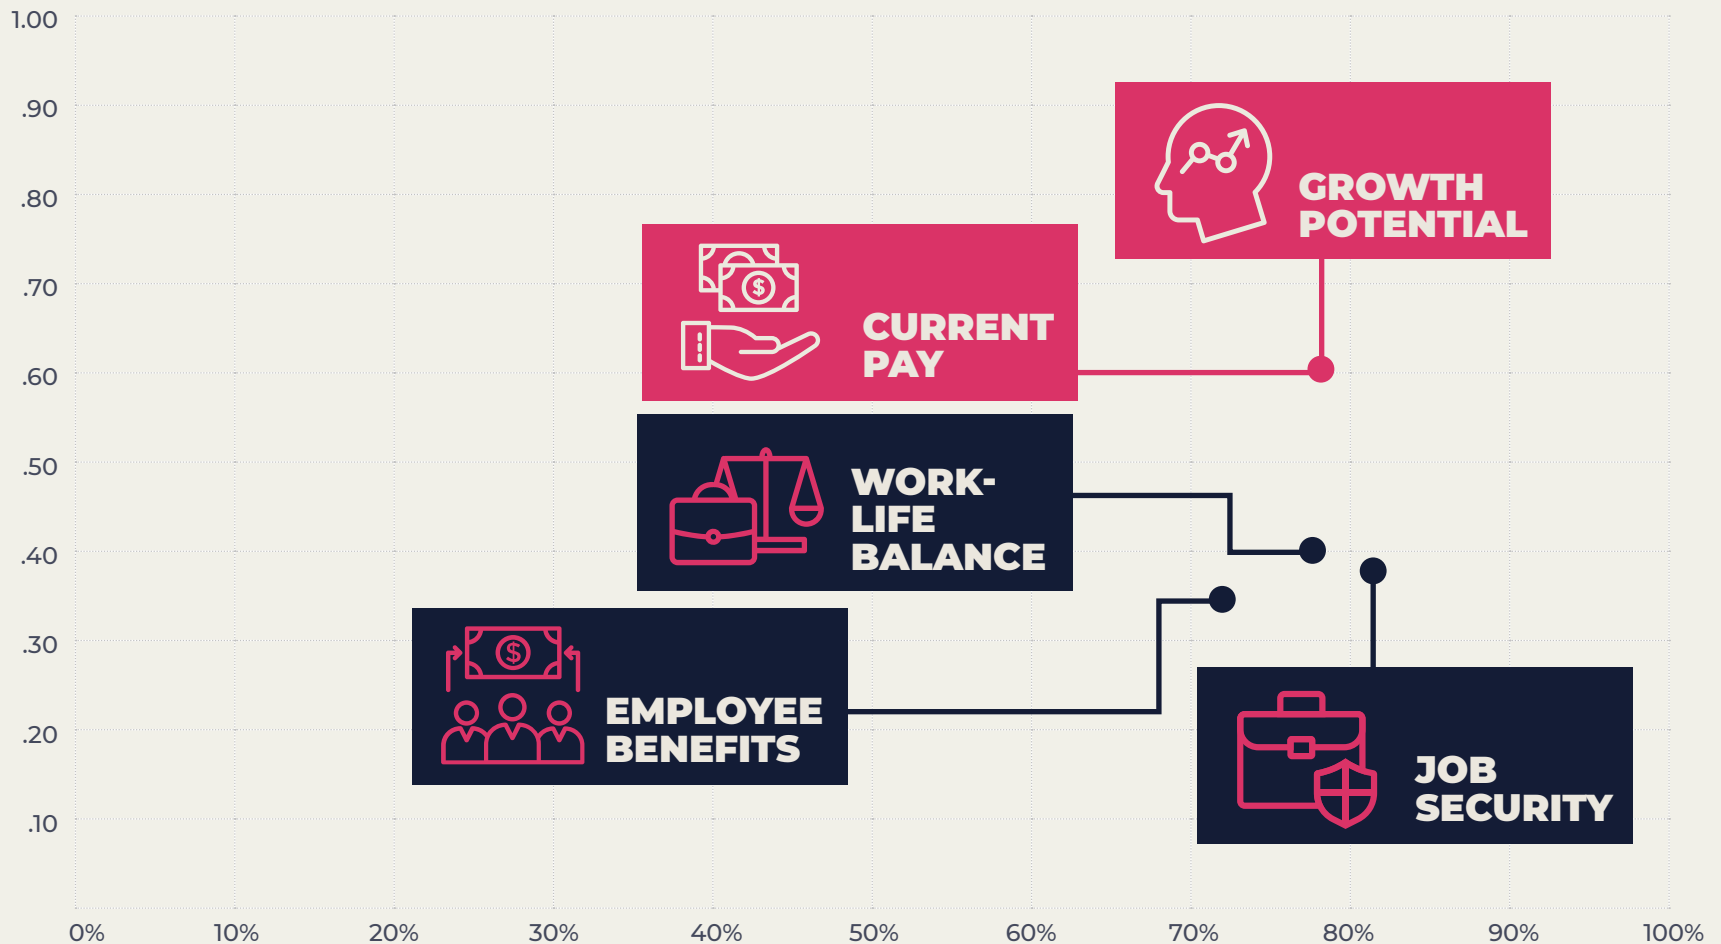 1.00
.90
.80
.70
.60
.50
.40
.30
.20
.10
GROWTH
POTENTIAL
$
CURRENT
PAY
WORK-
LIFE
BALANCE
$
EMPLOYEE
BENEFITS
JOB
SECURITY
0% 10% 20% 30% 40% 50% 60% 70% 80% 90% 100%